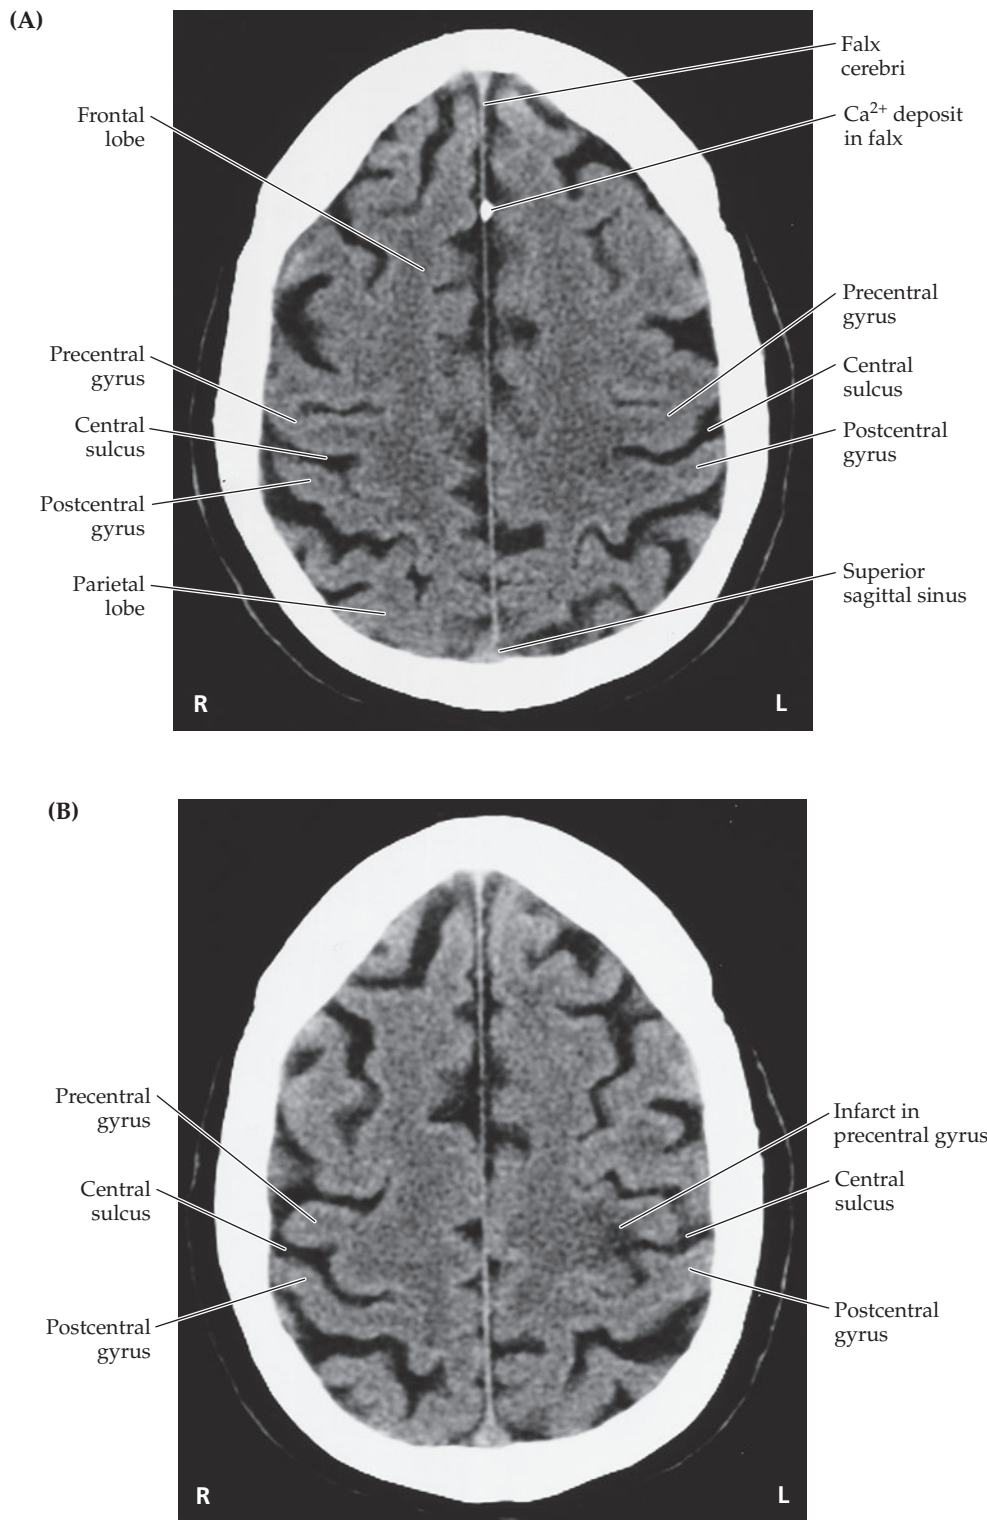 (A)
Falx
cerebri
Ca²⁺ deposit
in falx
Frontal
lobe
Precentral
gyrus
Central
sulcus
Postcentral
gyrus
Precentral
gyrus
Central
sulcus
Postcentral
gyrus
Parietal
lobe
Superior
sagittal sinus
R
L
(B)
Precentral
gyrus
Central
sulcus
Postcentral
gyrus
Infarct in
precentral gyrus
Central
sulcus
Postcentral
gyrus
R
L